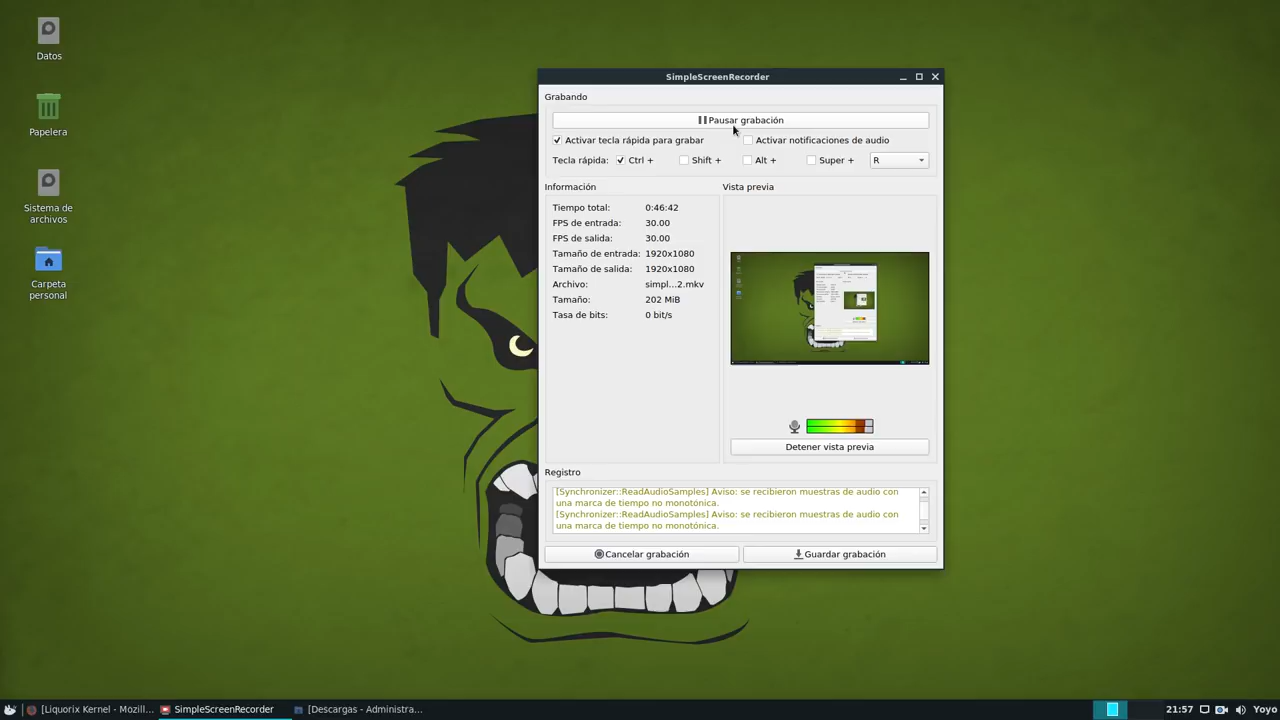 Datos
Papelera
Sistema de
archivos
Carpeta
personal
SimpleScreenRecorder
Grabando
Pausar grabación
Activar tecla rápida para grabar
Activar notificaciones de audio
Tecla rápida: Ctrl + Shift + Alt + Super + R
Información
Tiempo total: 0:46:42
FPS de entrada: 30.00
FPS de salida: 30.00
Tamaño de entrada: 1920x1080
Tamaño de salida: 1920x1080
Archivo: simpl...2.mkv
Tamaño: 202 MiB
Tasa de bits: 0 bit/s
Vista previa
Detener vista previa
Registro
[Synchronizer::ReadAudioSamples] Aviso: se recibieron muestras de audio con
una marca de tiempo no monotónica.
[Synchronizer::ReadAudioSamples] Aviso: se recibieron muestras de audio con
una marca de tiempo no monotónica.
Cancelar grabación
Guardar grabación
[Liquorix Kernel - Mozill...
SimpleScreenRecorder
[Descargas - Administra...
21:57
Yoyo